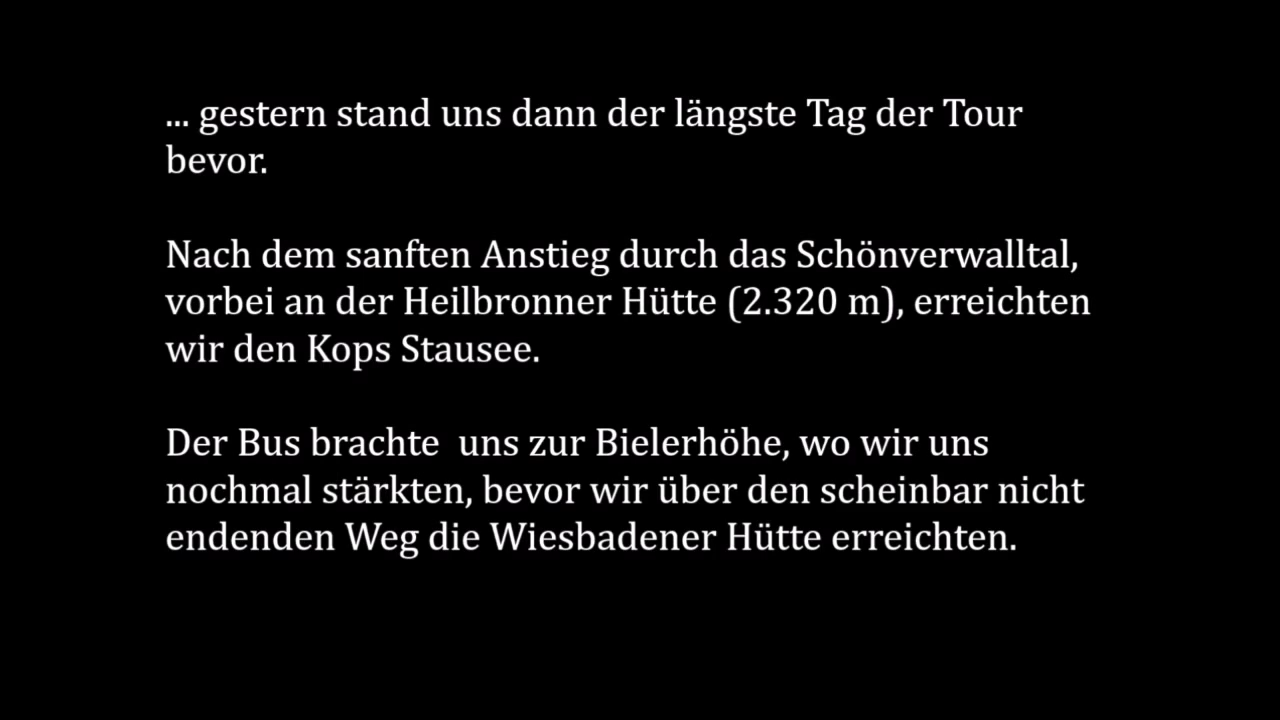 ... gestern stand uns dann der längste Tag der Tour
bevor.
Nach dem sanften Anstieg durch das Schönverwalltal,
vorbei an der Heilbronner Hütte (2.320 m), erreichten
wir den Kops Stausee.
Der Bus brachte  uns zur Bielerhöhe, wo wir uns
nochmal stärkten, bevor wir über den scheinbar nicht
endenden Weg die Wiesbadener Hütte erreichten.